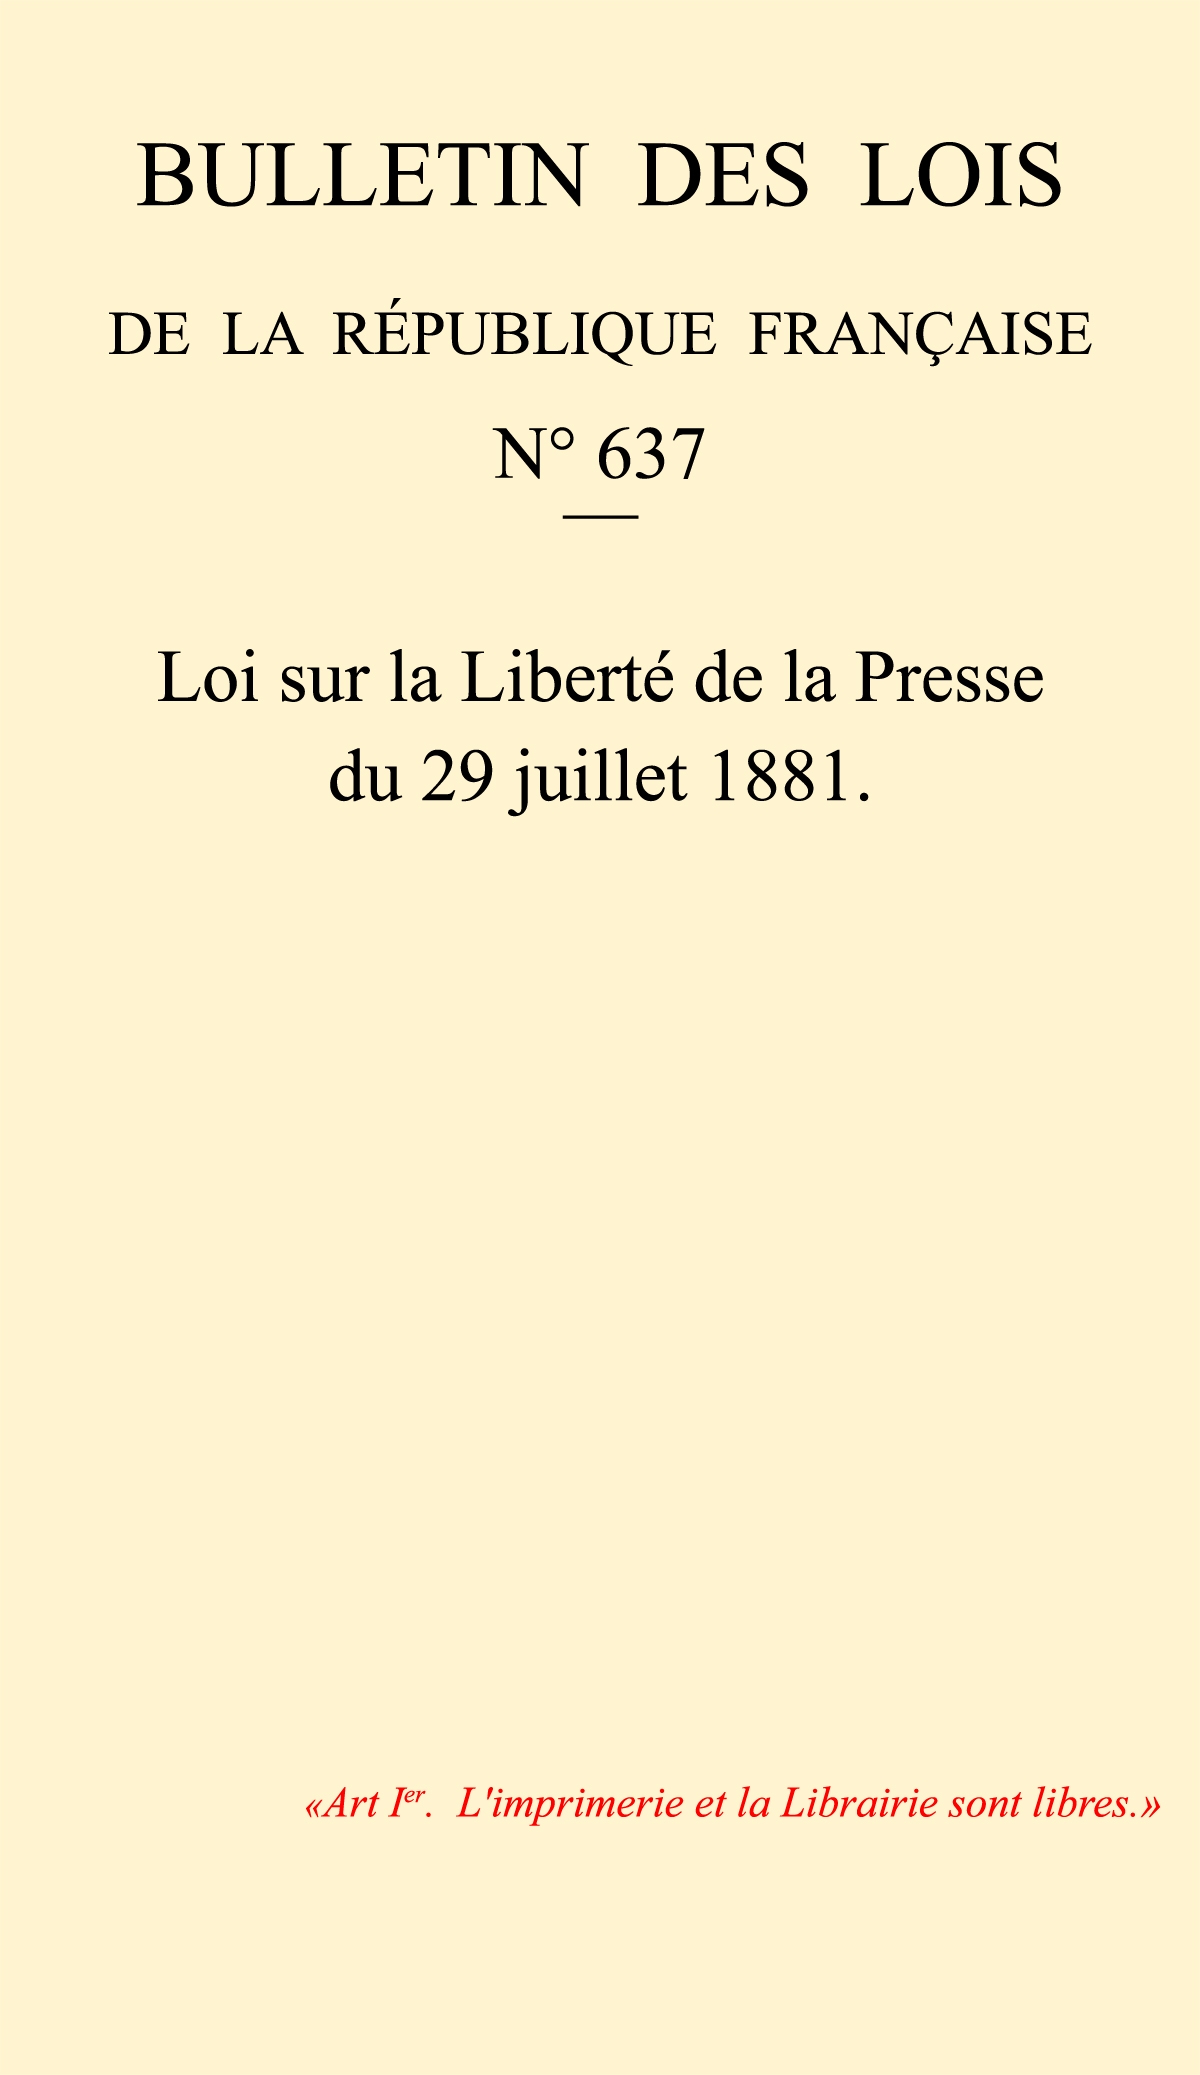 BULLETIN DES LOIS
DE LA RÉPUBLIQUE FRANÇAISE
N° 637
Loi sur la Liberté de la Presse
du 29 juillet 1881.
«Art Ier. L'imprimerie et la Librairie sont libres.»